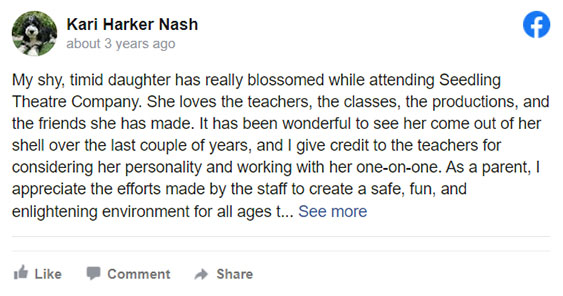 Kari Harker Nash
about 3 years ago
My shy, timid daughter has really blossomed while attending Seedling
Theatre Company. She loves the teachers, the classes, the productions, and
the friends she has made. It has been wonderful to see her come out of her
shell over the last couple of years, and I give credit to the teachers for
considering her personality and working with her one-on-one. As a parent, I
appreciate the efforts made by the staff to create a safe, fun, and
enlightening environment for all ages t... See more
Like Comment Share